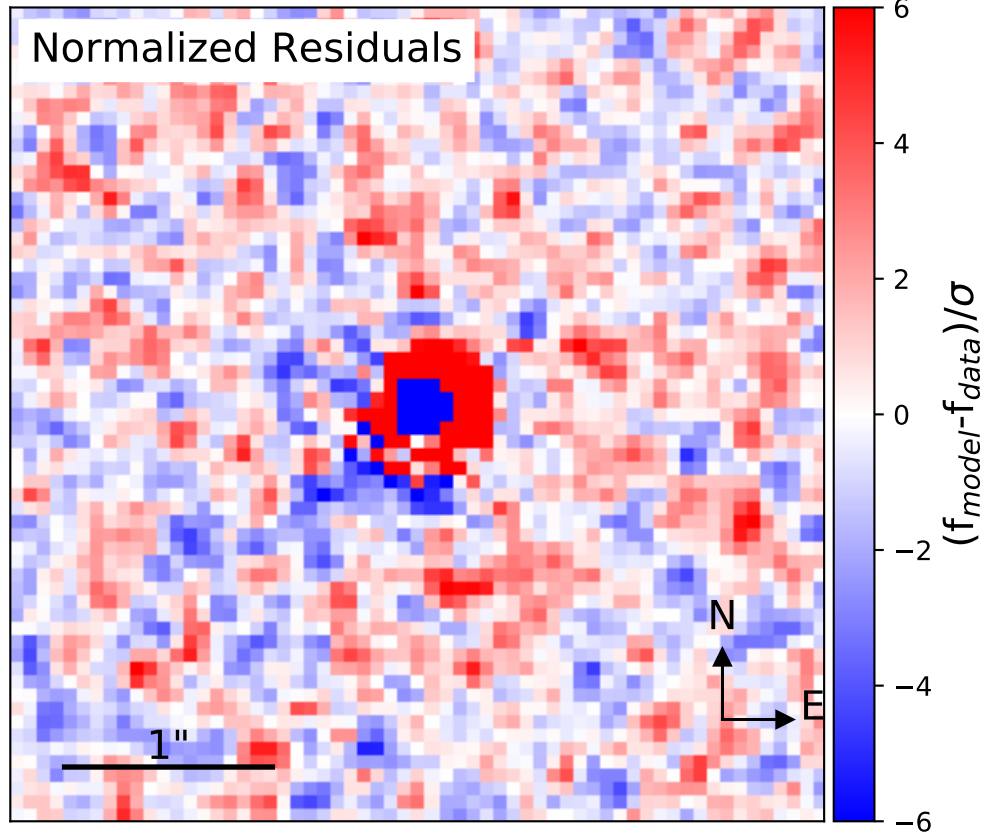 Normalized Residuals
6
4
2
0
−2
−4
−6
(f_model-f_data)/σ
N
E
1"